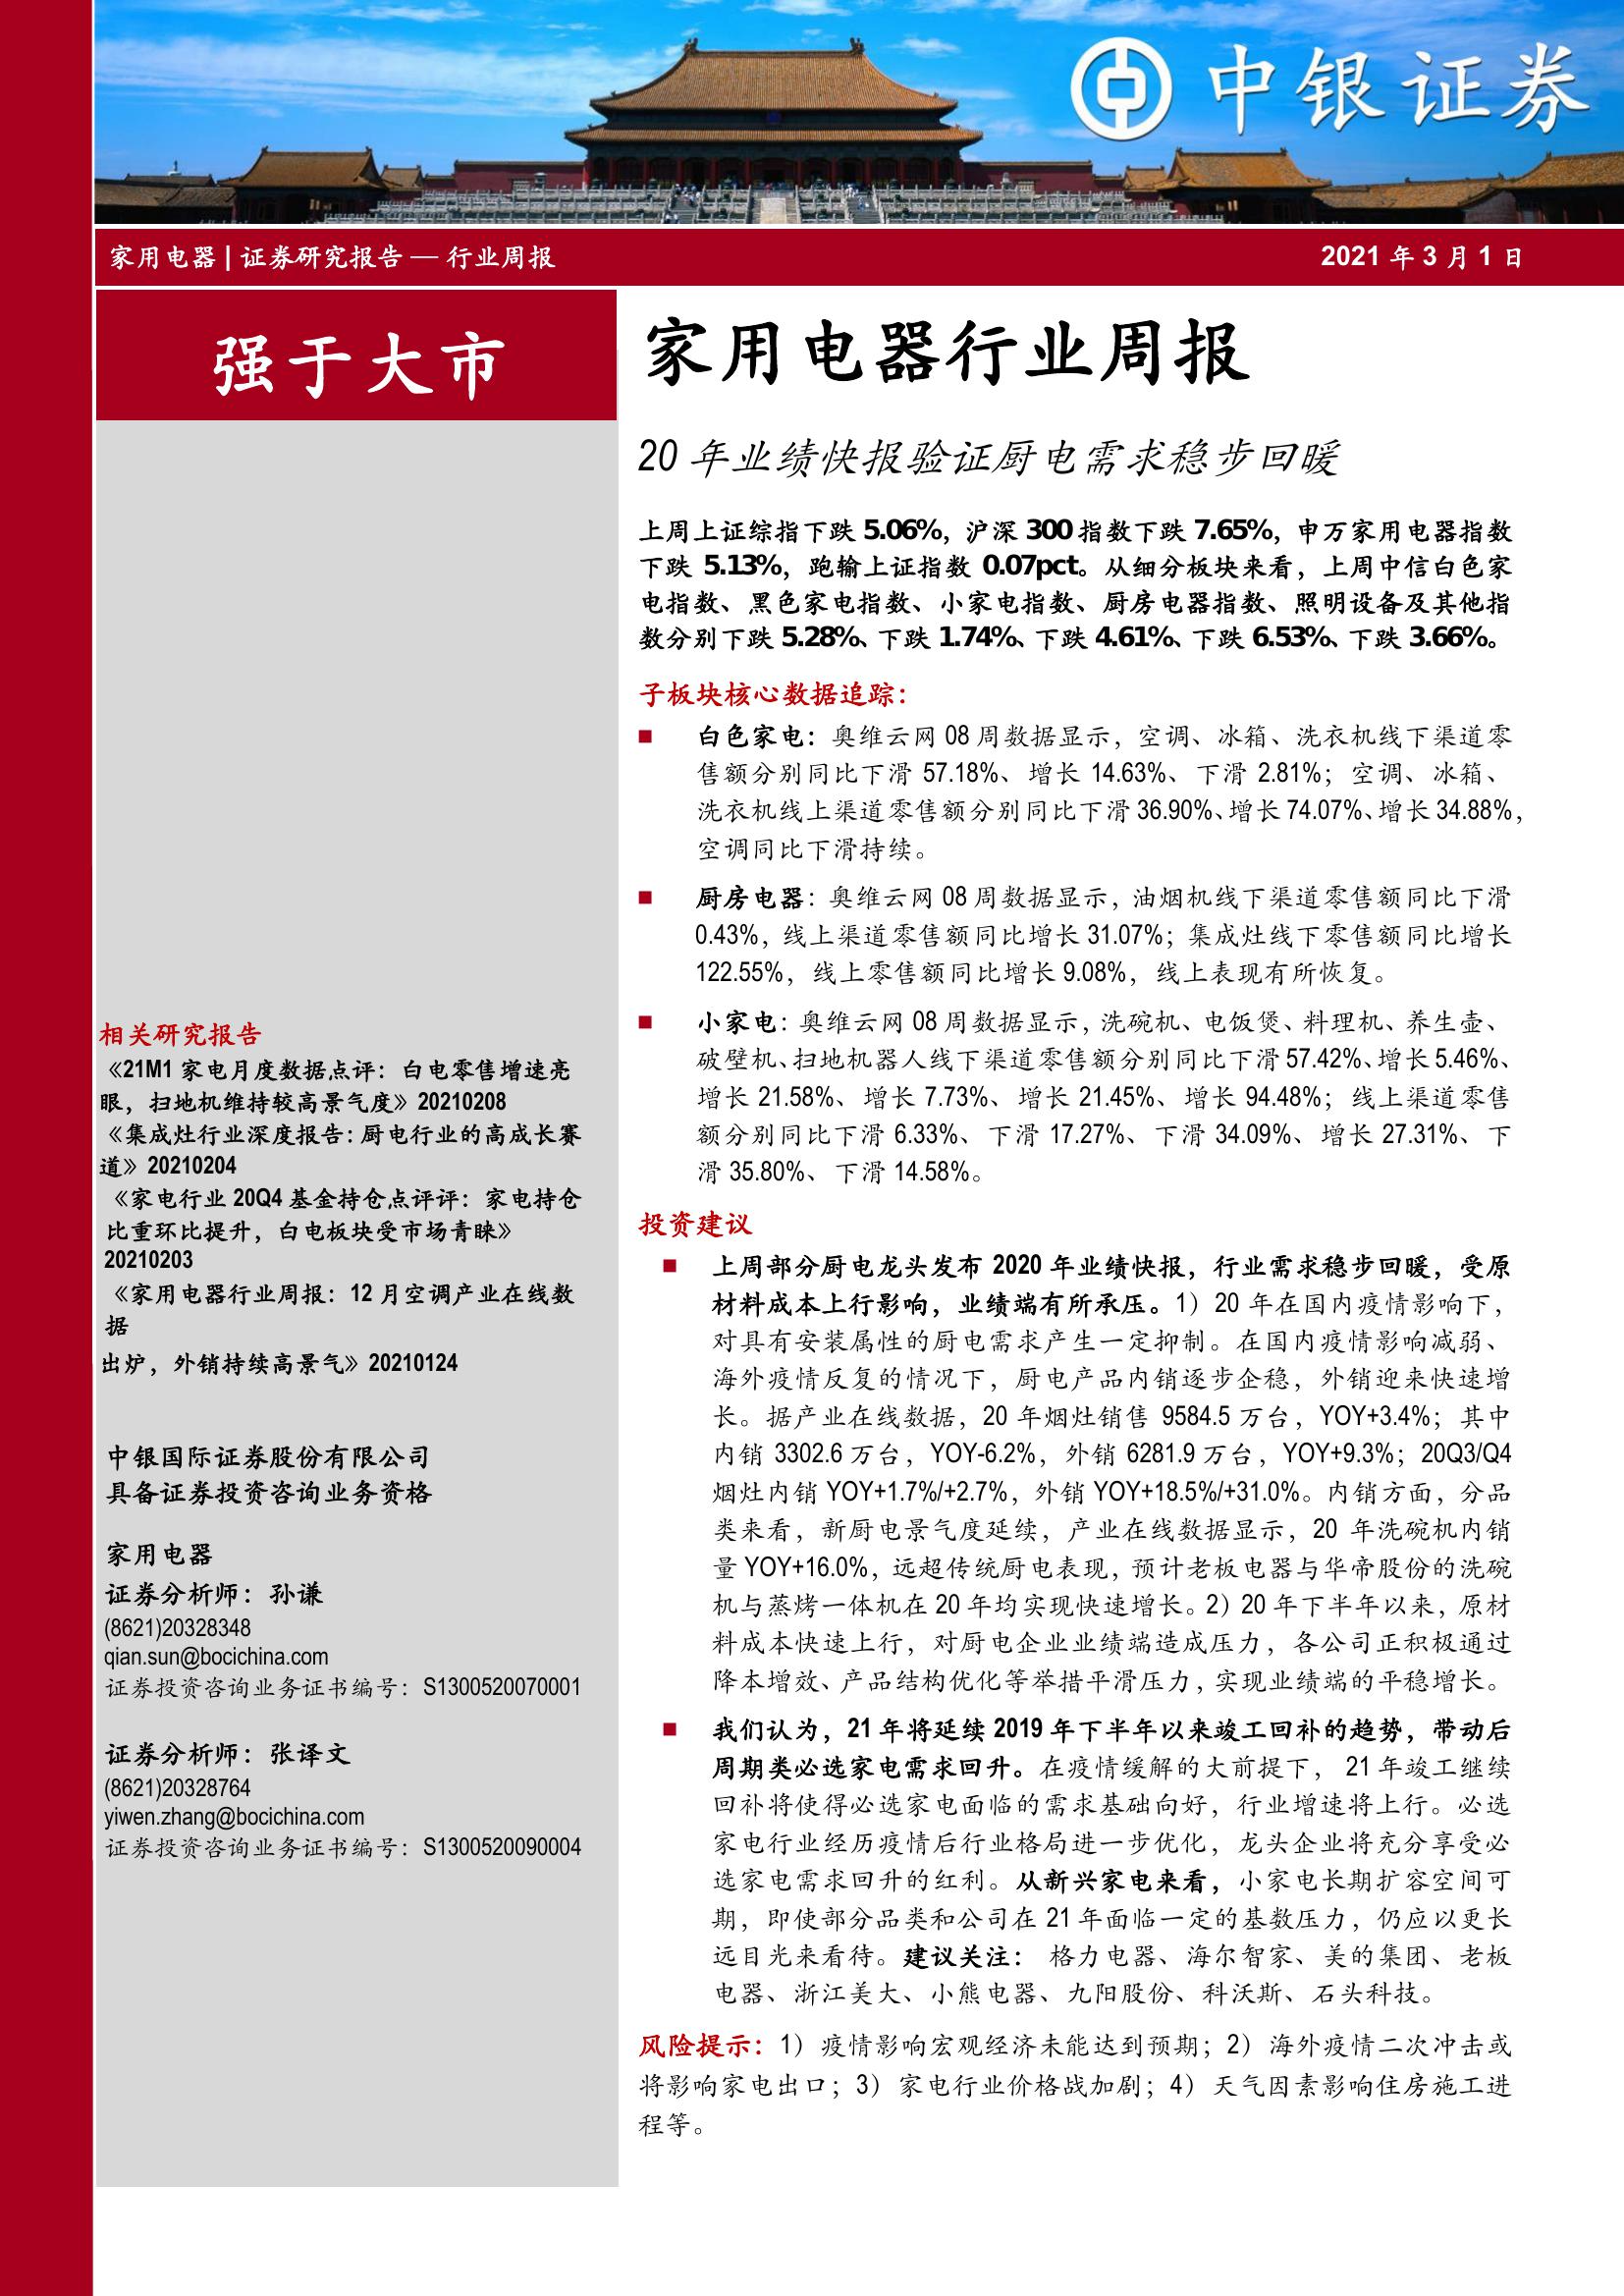 中银证券
家用电器 | 证券研究报告 — 行业周报
2021 年 3 月 1 日
强于大市
相关研究报告
《21M1 家电月度数据点评：白电零售增速亮
眼，扫地机维持较高景气度》20210208
《集成灶行业深度报告：厨电行业的高成长赛
道》20210204
《家电行业 20Q4 基金持仓点评评：家电持仓
比重环比提升，白电板块受市场青睐》
20210203
《家用电器行业周报：12 月空调产业在线数
据
出炉，外销持续高景气》20210124
中银国际证券股份有限公司
具备证券投资咨询业务资格
家用电器
证券分析师：孙谦
(8621)20328348
qian.sun@bocichina.com
证券投资咨询业务证书编号：S1300520070001
证券分析师：张译文
(8621)20328764
yiwen.zhang@bocichina.com
证券投资咨询业务证书编号：S1300520090004
家用电器行业周报
20 年业绩快报验证厨电需求稳步回暖
上周上证综指下跌 5.06%，沪深 300 指数下跌 7.65%，申万家用电器指数
下跌 5.13%，跑输上证指数 0.07pct。从细分板块来看，上周中信白色家
电指数、黑色家电指数、小家电指数、厨房电器指数、照明设备及其他指
数分别下跌 5.28%、下跌 1.74%、下跌 4.61%、下跌 6.53%、下跌 3.66%。
子板块核心数据追踪：
■ 白色家电：奥维云网 08 周数据显示，空调、冰箱、洗衣机线下渠道零
售额分别同比下滑 57.18%、增长 14.63%、下滑 2.81%；空调、冰箱、
洗衣机线上渠道零售额分别同比下滑 36.90%、增长 74.07%、增长 34.88%，
空调同比下滑持续。
■ 厨房电器：奥维云网 08 周数据显示，油烟机线下渠道零售额同比下滑
0.43%，线上渠道零售额同比增长 31.07%；集成灶线下零售额同比增长
122.55%，线上零售额同比增长 9.08%，线上表现有所恢复。
■ 小家电：奥维云网 08 周数据显示，洗碗机、电饭煲、料理机、养生壶、
破壁机、扫地机器人线下渠道零售额分别同比下滑 57.42%、增长 5.46%、
增长 21.58%、增长 7.73%、增长 21.45%、增长 94.48%；线上渠道零售
额分别同比下滑 6.33%、下滑 17.27%、下滑 34.09%、增长 27.31%、下
滑 35.80%、下滑 14.58%。
投资建议
■ 上周部分厨电龙头发布 2020 年业绩快报，行业需求稳步回暖，受原
材料成本上行影响，业绩端有所承压。1）20 年在国内疫情影响下，
对具有安装属性的厨电需求产生一定抑制。在国内疫情影响减弱、
海外疫情反复的情况下，厨电产品内销逐步企稳，外销迎来快速增
长。据产业在线数据，20 年烟灶销售 9584.5 万台，YOY+3.4%；其中
内销 3302.6 万台，YOY-6.2%，外销 6281.9 万台，YOY+9.3%；20Q3/Q4
烟灶内销 YOY+1.7%/+2.7%，外销 YOY+18.5%/+31.0%。内销方面，分品
类来看，新厨电景气度延续，产业在线数据显示，20 年洗碗机内销
量 YOY+16.0%，远超传统厨电表现，预计老板电器与华帝股份的洗碗
机与蒸烤一体机在 20 年均实现快速增长。2）20 年下半年以来，原材
料成本快速上行，对厨电企业业绩端造成压力，各公司正积极通过
降本增效、产品结构优化等举措平滑压力，实现业绩端的平稳增长。
■ 我们认为，21 年将延续 2019 年下半年以来竣工回补的趋势，带动后
周期类必选家电需求回升。在疫情缓解的大前提下， 21 年竣工继续
回补将使得必选家电面临的需求基础向好，行业增速将上行。必选
家电行业经历疫情后行业格局进一步优化，龙头企业将充分享受必
选家电需求回升的红利。从新兴家电来看，小家电长期扩容空间可
期，即使部分品类和公司在 21 年面临一定的基数压力，仍应以更长
远目光来看待。建议关注： 格力电器、海尔智家、美的集团、老板
电器、浙江美大、小熊电器、九阳股份、科沃斯、石头科技。
风险提示：1）疫情影响宏观经济未能达到预期；2）海外疫情二次冲击或
将影响家电出口；3）家电行业价格战加剧；4）天气因素影响住房施工进
程等。